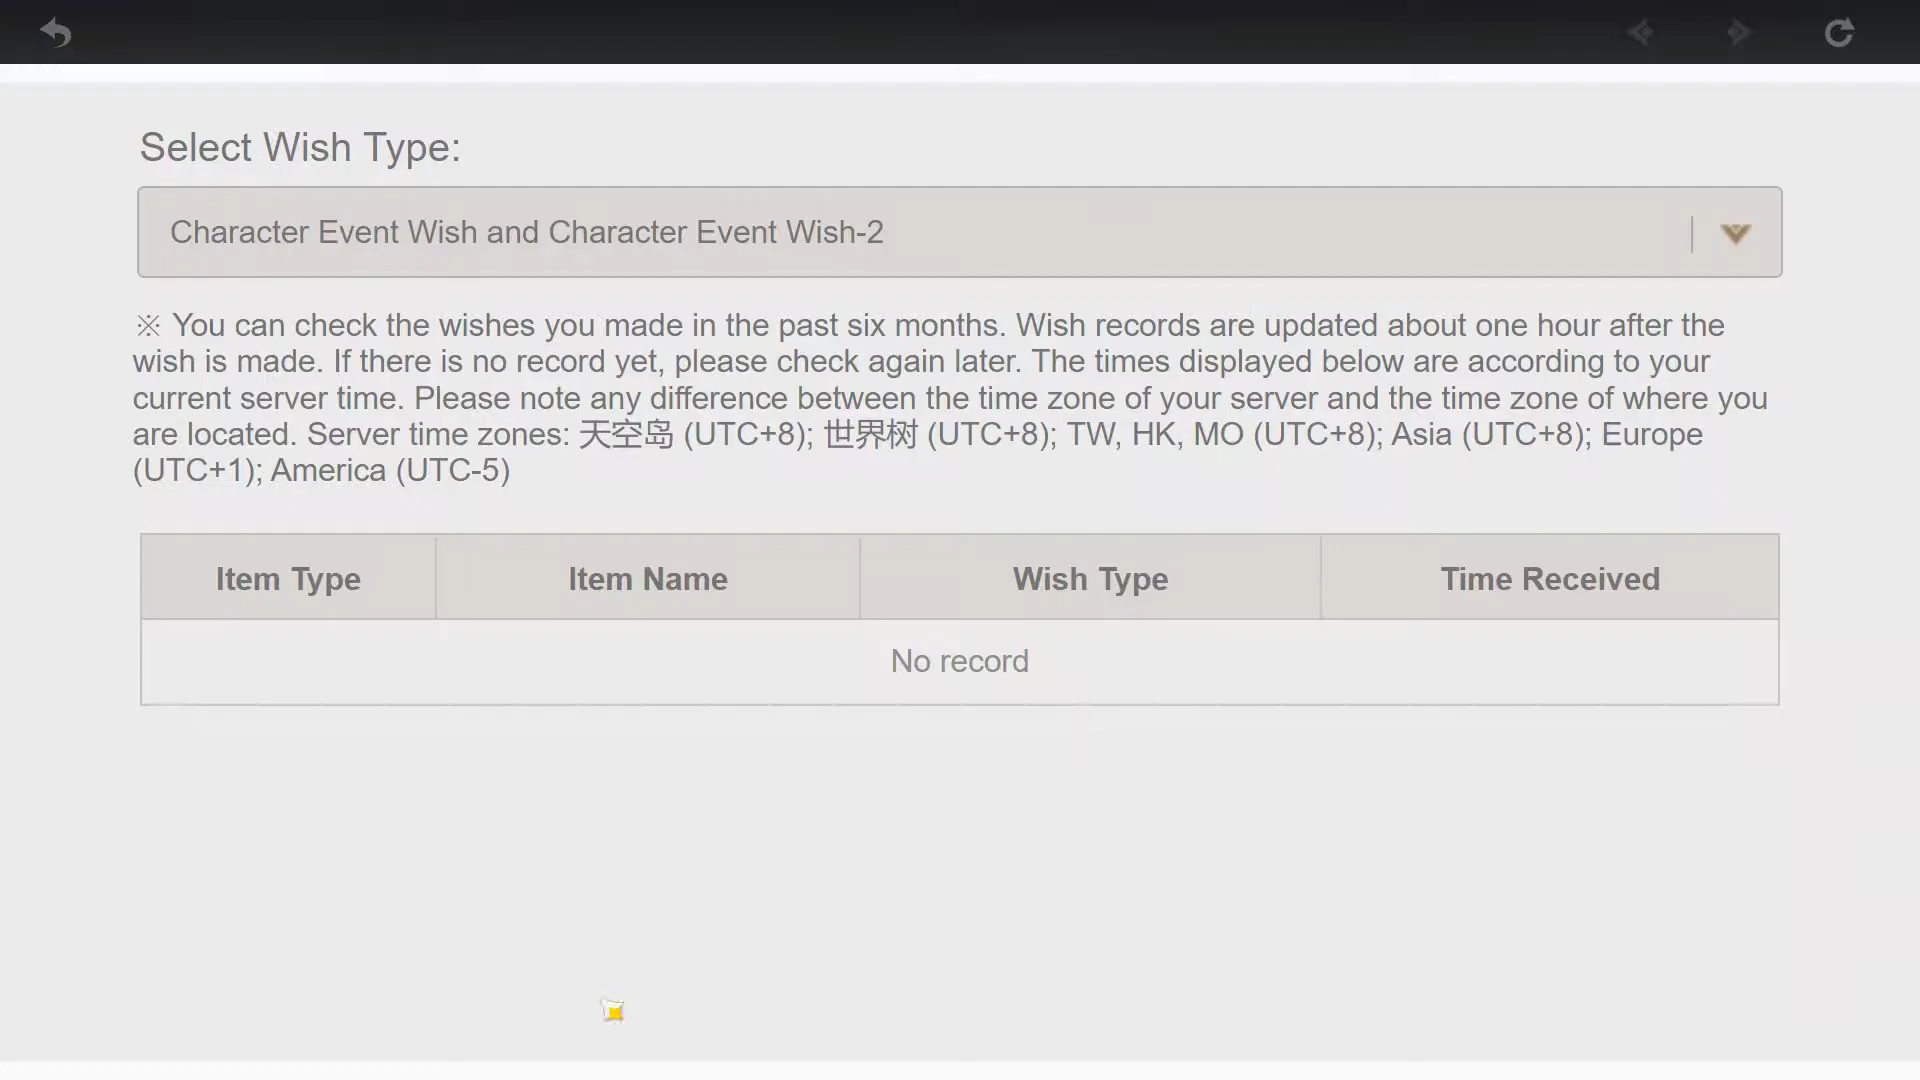 Select Wish Type:
Character Event Wish and Character Event Wish-2
※ You can check the wishes you made in the past six months. Wish records are updated about one hour after the
wish is made. If there is no record yet, please check again later. The times displayed below are according to your
current server time. Please note any difference between the time zone of your server and the time zone of where you
are located. Server time zones: 天空岛 (UTC+8); 世界树 (UTC+8); TW, HK, MO (UTC+8); Asia (UTC+8); Europe
(UTC+1); America (UTC-5)
Item Type Item Name Wish Type Time Received
No record